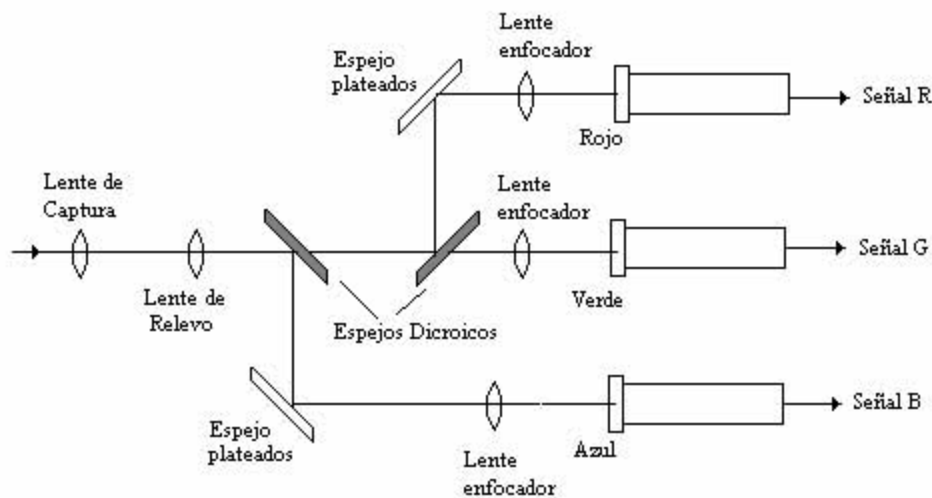 Lente
enfocador
Espejo
plateados
Señal R
Rojo
Lente de
Captura
Lente
enfocador
Señal G
Lente de
Relevo
Verde
Espejos Dicroicos
Espejo
plateados
Señal B
Azul
Lente
enfocador